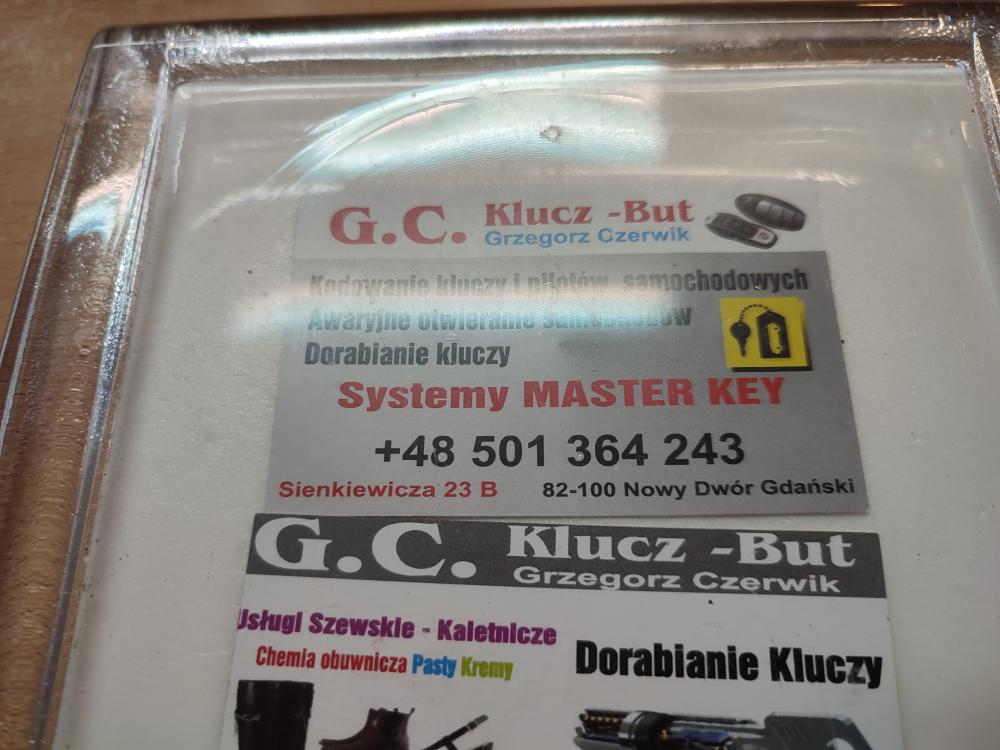 G.C. Klucz -But
Grzegorz Czerwik
Kodowanie kluczy i pilotów samochodowych
Awaryjne otwieranie samochodów
Dorabianie kluczy
Systemy MASTER KEY
+48 501 364 243
Sienkiewicza 23 B 82-100 Nowy Dwór Gdański
G.C. Klucz -But
Grzegorz Czerwik
Usługi Szewskie - Kaletnicze
Chemia obuwnicza Pasty Kremy
Dorabianie Kluczy